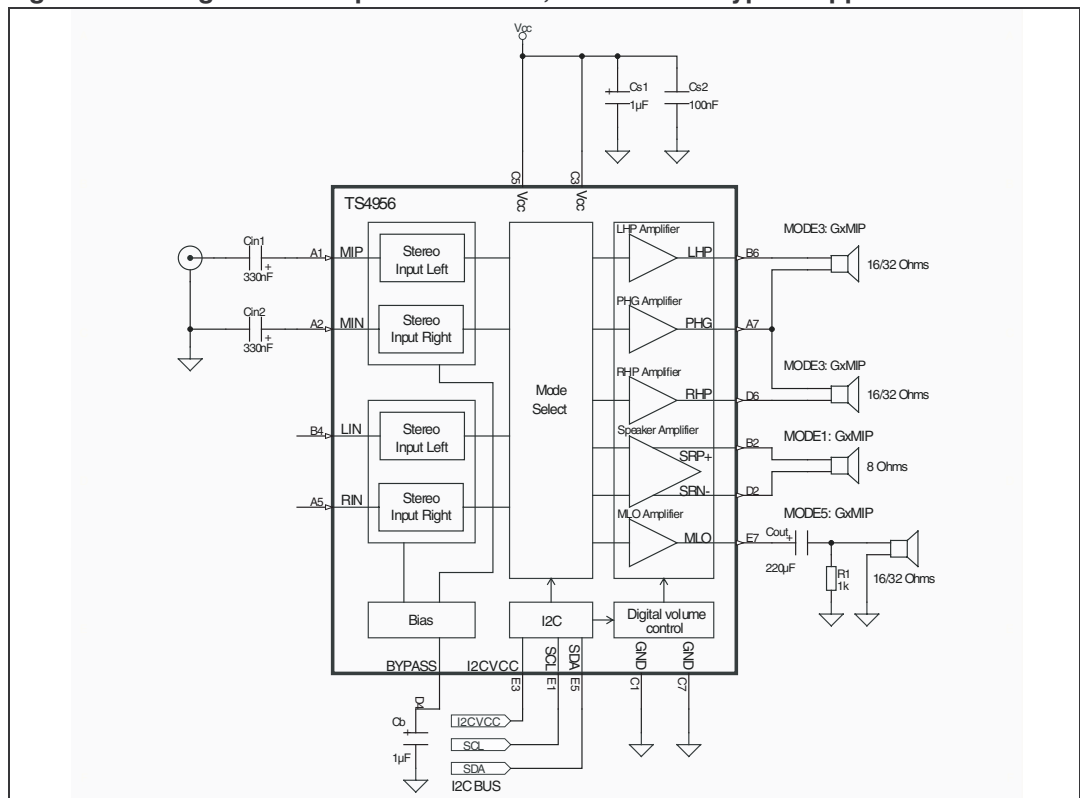 Vcc
Cs1
1µF
Cs2
100nF
C5
Vcc
C3
Vcc
TS4956
Cin1
330nF
A1
MIP
Stereo
Input Left
Cin2
330nF
A2
MIN
Stereo
Input Right
B4
LIN
Stereo
Input Left
A5
RIN
Stereo
Input Right
Mode
Select
LHP Amplifier
LHP
B6
MODE3: GxMIP
16/32 Ohms
PHG Amplifier
PHG
A7
RHP Amplifier
RHP
D6
MODE3: GxMIP
16/32 Ohms
Speaker Amplifier
SRP+
B2
MODE1: GxMIP
8 Ohms
SRN-
D2
MLO Amplifier
MLO
E7
MODE5: GxMIP
Cout
220µF
R1
1k
16/32 Ohms
Bias
I2C
Digital volume
control
BYPASS
I2CVCC
E3
SCL
E1
SDA
E5
GND
C1
GND
C7
Cb
1µF
I2CVCC
SCL
SDA
I2C BUS